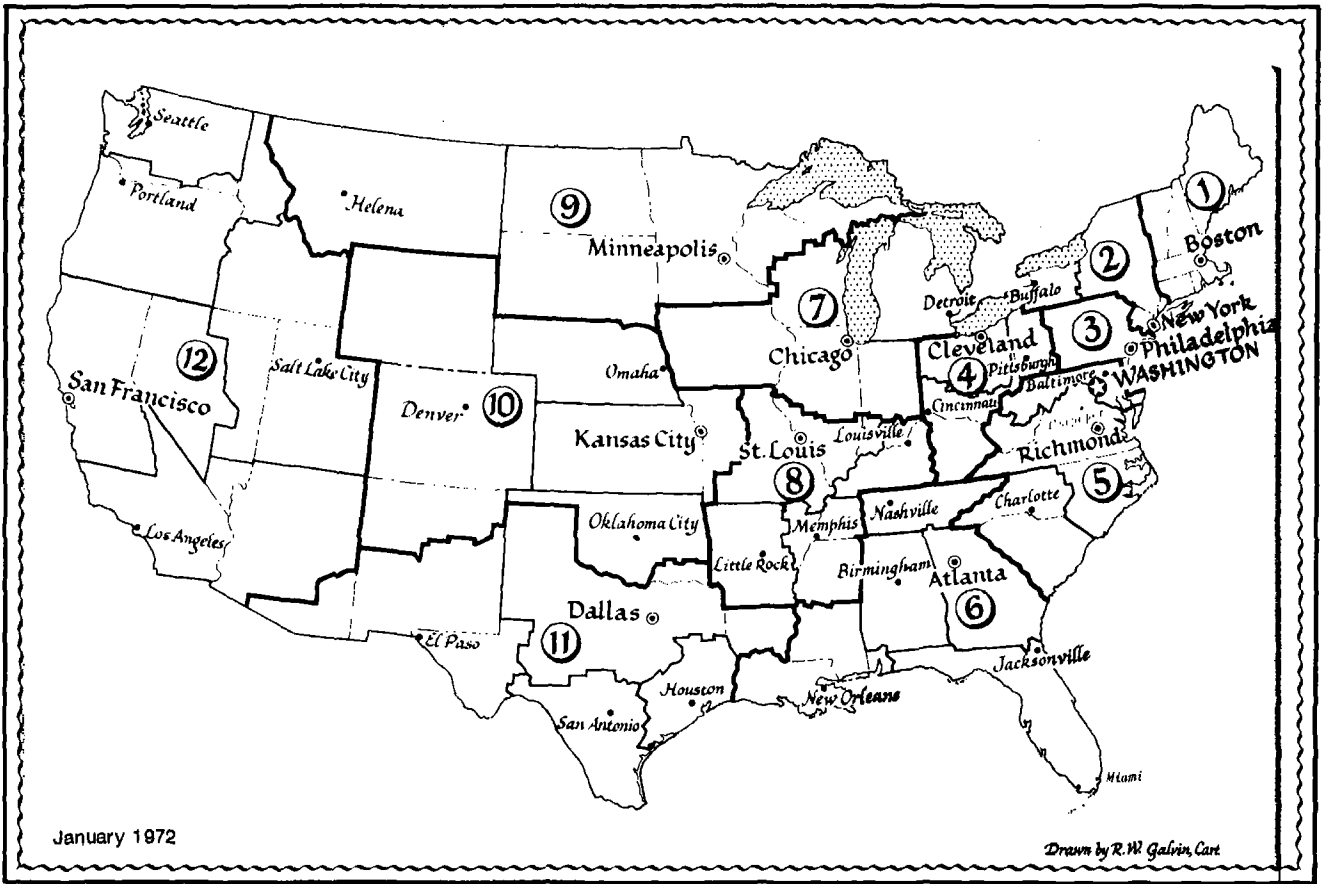 Seattle
Portland
Helena
9
Minneapolis
1
Boston
2
Buffalo
Detroit
7
Chicago
Cleveland
Pittsburgh
4
Cincinnati
3
New York
Philadelphia
WASHINGTON
Baltimore
12
San Francisco
Salt Lake City
Omaha
Denver
10
Kansas City
St. Louis
8
Louisville
Richmond
5
Los Angeles
Oklahoma City
Little Rock
Memphis
Nashville
Charlotte
Birmingham
Atlanta
6
Dallas
11
El Paso
Houston
San Antonio
New Orleans
Jacksonville
Miami
January 1972
Drawn by R.W. Galvin, Cart